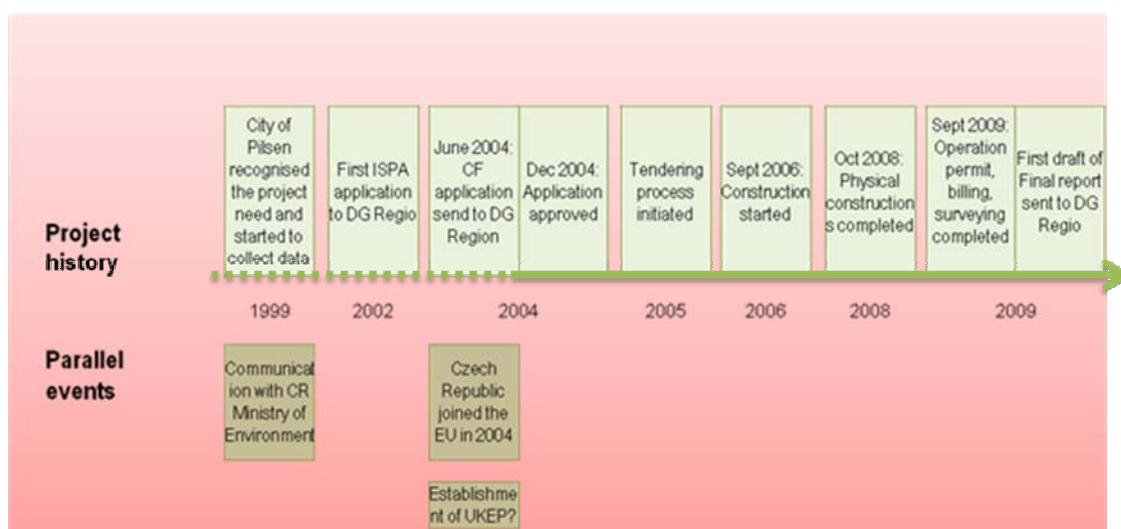 City of
Pilsen
recognised
the project
need and
started to
collect data
First ISPA
application
to DG Regio
June 2004:
CF
application
send to DG
Region
Dec 2004:
Application
approved
Tendering
process
initiated
Sept 2006:
Construction
started
Oct 2008:
Physical
construction
s completed
Sept 2009:
Operation
permit,
billing,
surveying
completed
First draft of
Final report
sent to DG
Regio
Project
history
1999
2002
2004
2005
2006
2008
2009
Parallel
events
Communicat
ion with CR
Ministry of
Environment
Czech
Republic
joined the
EU in 2004
Establishme
nt of UKEP?